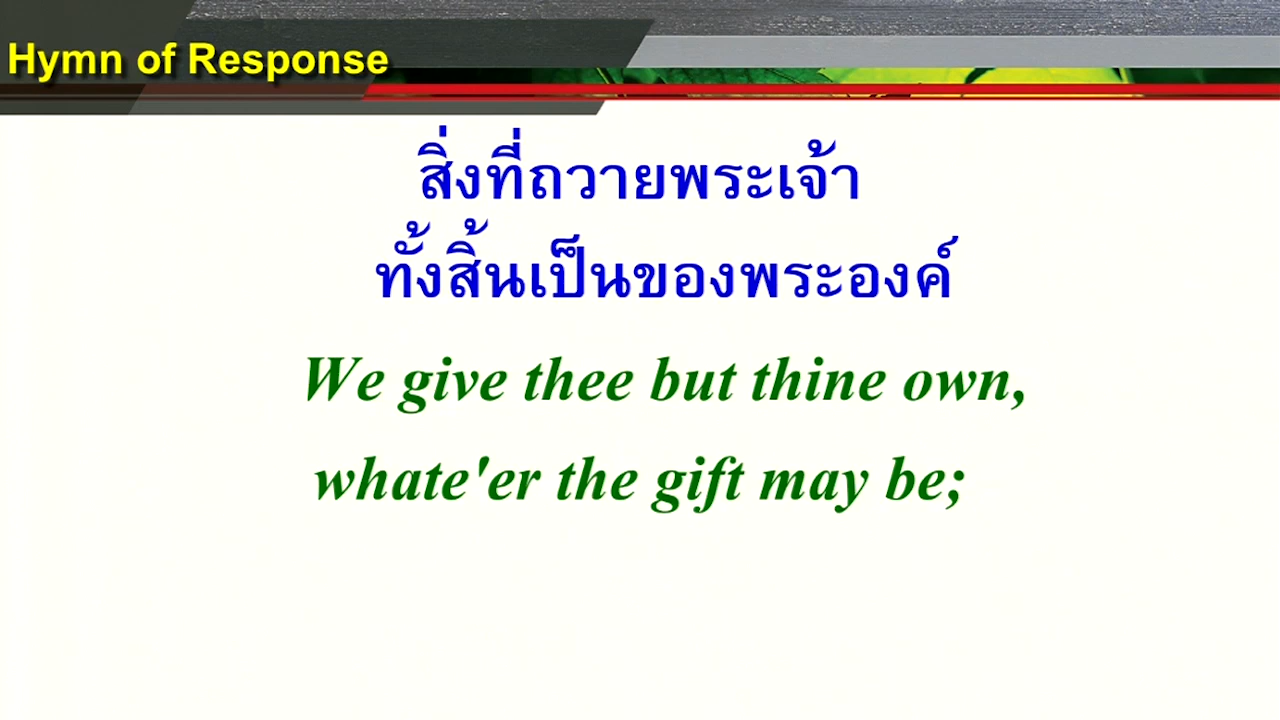 Hymn of Response
สิ่งที่ถวายพระเจ้า
ทั้งสิ้นเป็นของพระองค์
We give thee but thine own,
whate'er the gift may be;